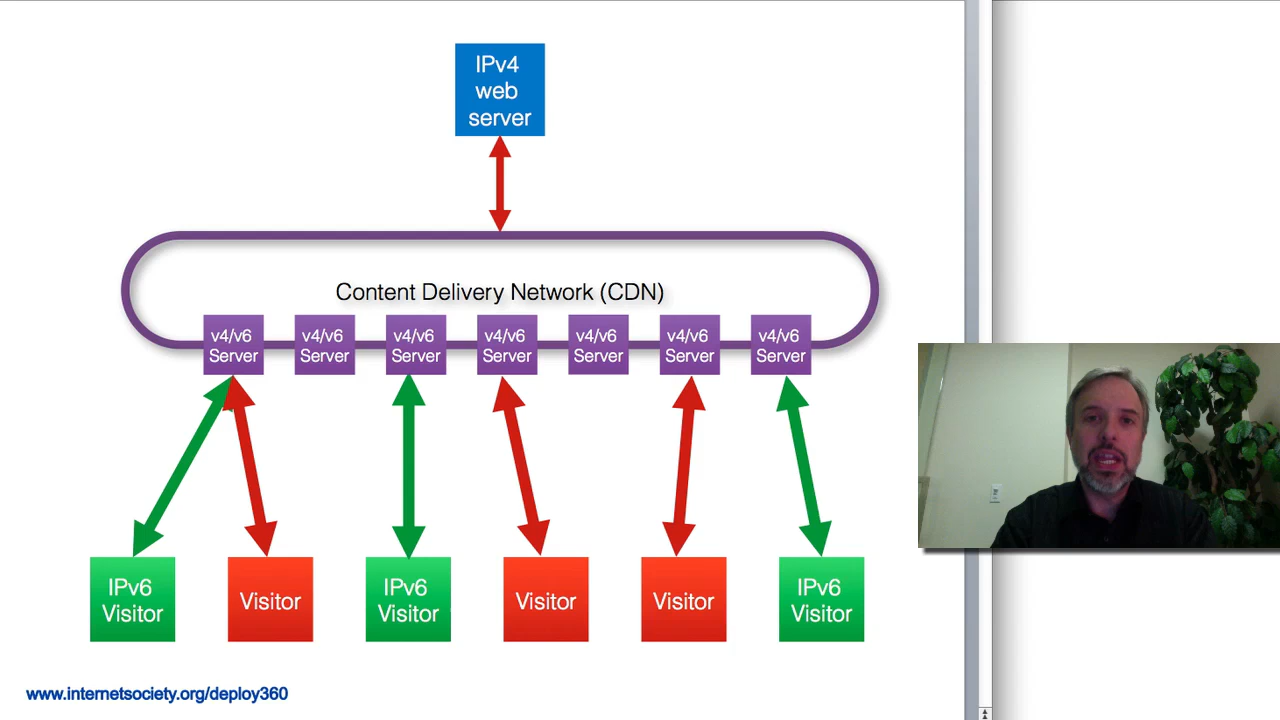 IPv4
web
server
Content Delivery Network (CDN)
v4/v6
Server
v4/v6
Server
v4/v6
Server
v4/v6
Server
v4/v6
Server
v4/v6
Server
v4/v6
Server
IPv6
Visitor
Visitor
IPv6
Visitor
Visitor
Visitor
IPv6
Visitor
www.internetsociety.org/deploy360